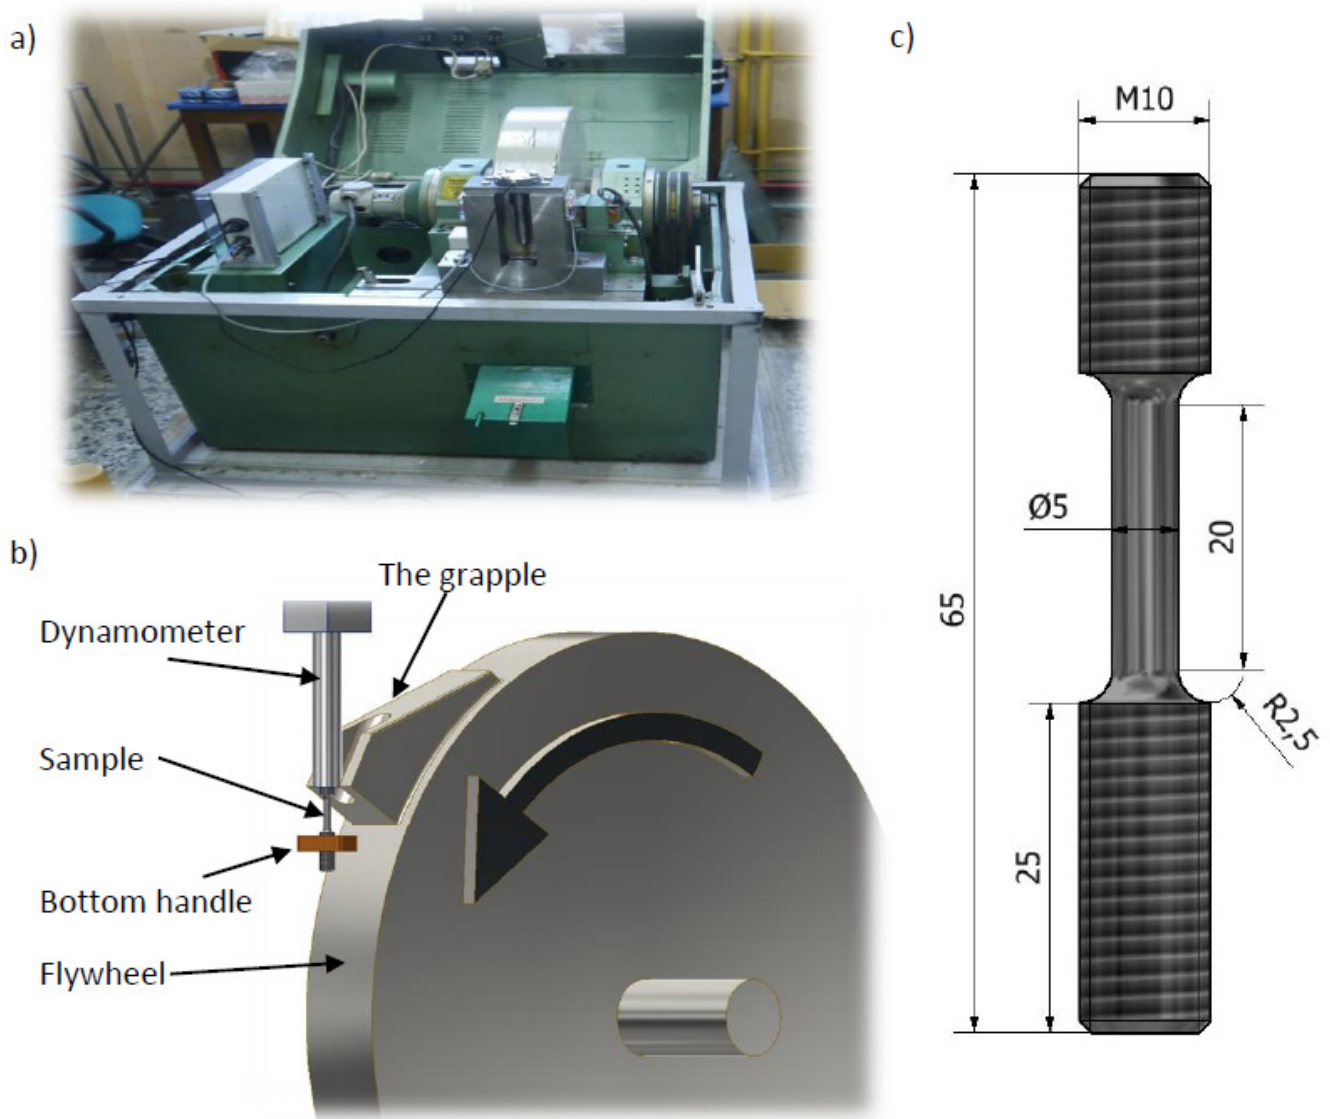 a)
c)
M10
65
Ø5
20
R2,5
25
b)
The grapple
Dynamometer
Sample
Bottom handle
Flywheel